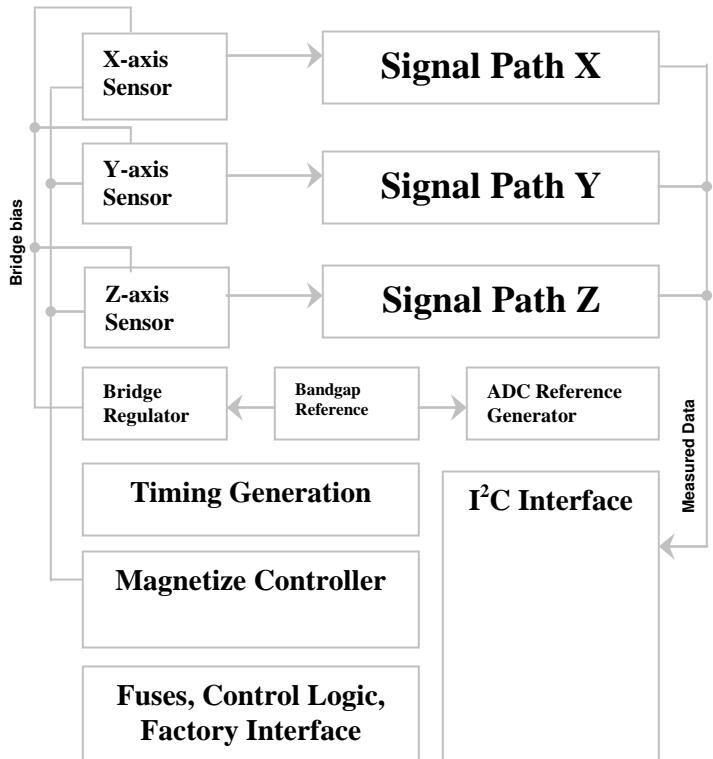 X-axis
Sensor
Signal Path X
Y-axis
Sensor
Signal Path Y
Bridge bias
Z-axis
Sensor
Signal Path Z
Bridge
Regulator
Bandgap
Reference
ADC Reference
Generator
Measured Data
Timing Generation
I²C Interface
Magnetize Controller
Fuses, Control Logic,
Factory Interface